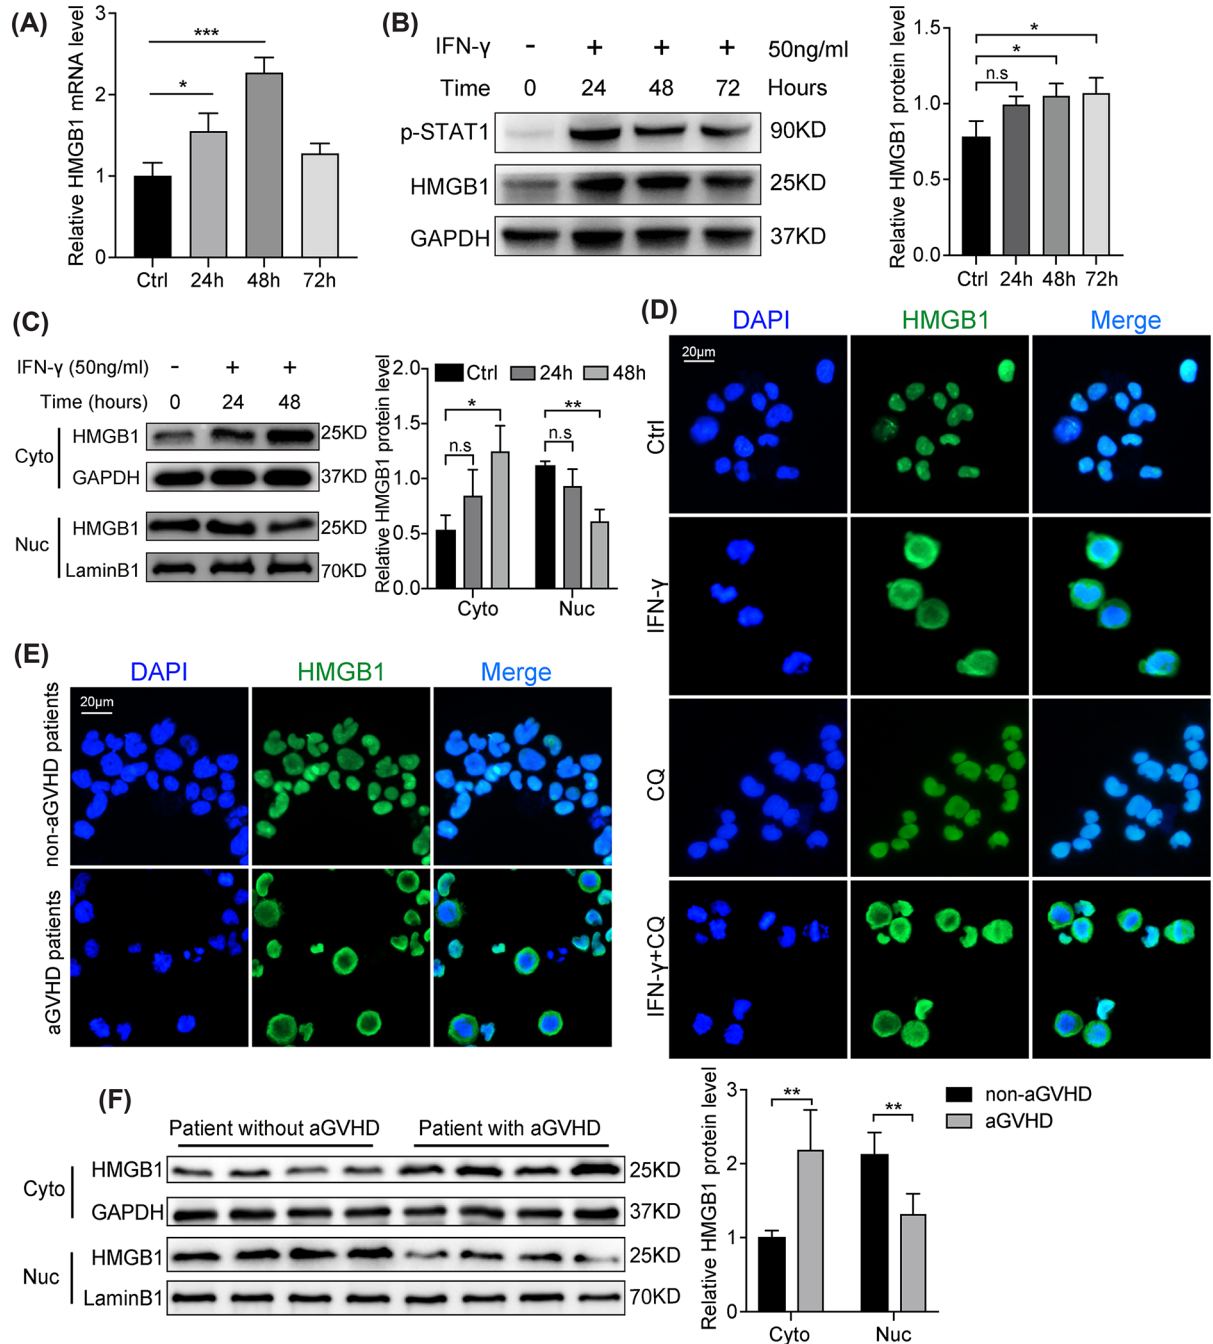 (A)
Relative HMGB1 mRNA level
3
2
1
0
***
*
Ctrl 24h 48h 72h
(B)
IFN-γ - + + + 50ng/ml
Time 0 24 48 72 Hours
p-STAT1 90KD
HMGB1 25KD
GAPDH 37KD
Relative HMGB1 protein level
1.5
1.0
0.5
0.0
*
*
n.s
Ctrl 24h 48h 72h
(C)
IFN-γ (50ng/ml) - + +
Time (hours) 0 24 48
Cyto
HMGB1 25KD
GAPDH 37KD
Nuc
HMGB1 25KD
LaminB1 70KD
Relative HMGB1 protein level
2.0
1.5
1.0
0.5
0.0
Ctrl 24h 48h
* **
n.s n.s
Cyto Nuc
(D)
DAPI HMGB1 Merge
20μm
Ctrl
IFN-γ
CQ
IFN-γ+CQ
(E)
DAPI HMGB1 Merge
20μm
non-aGVHD patients
aGVHD patients
(F)
Patient without aGVHD Patient with aGVHD
Cyto
HMGB1 25KD
GAPDH 37KD
Nuc
HMGB1 25KD
LaminB1 70KD
Relative HMGB1 protein level
3
2
1
0
** **
Cyto Nuc
non-aGVHD
aGVHD